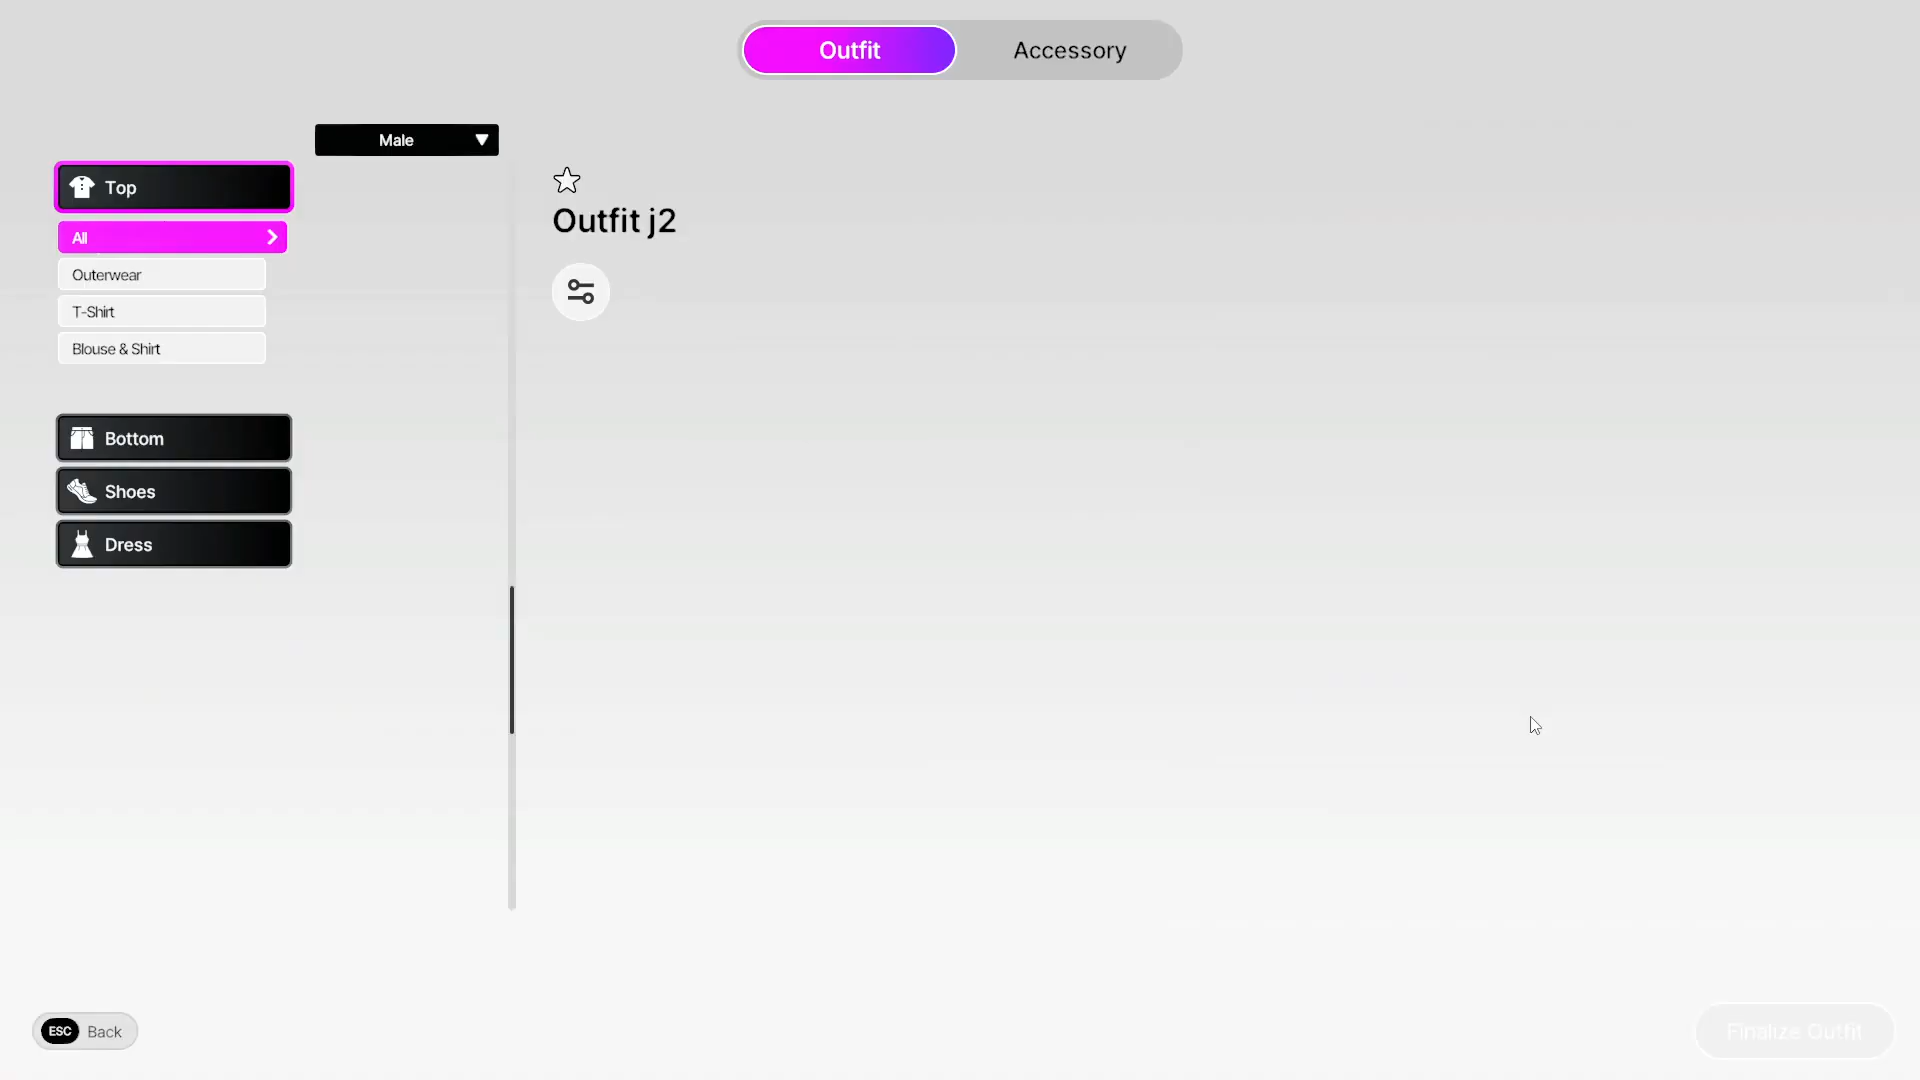 Outfit
Accessory
Male
Top
All
Outerwear
T-Shirt
Blouse & Shirt
Bottom
Shoes
Dress
Outfit j2
ESC Back
Finalize Outfit